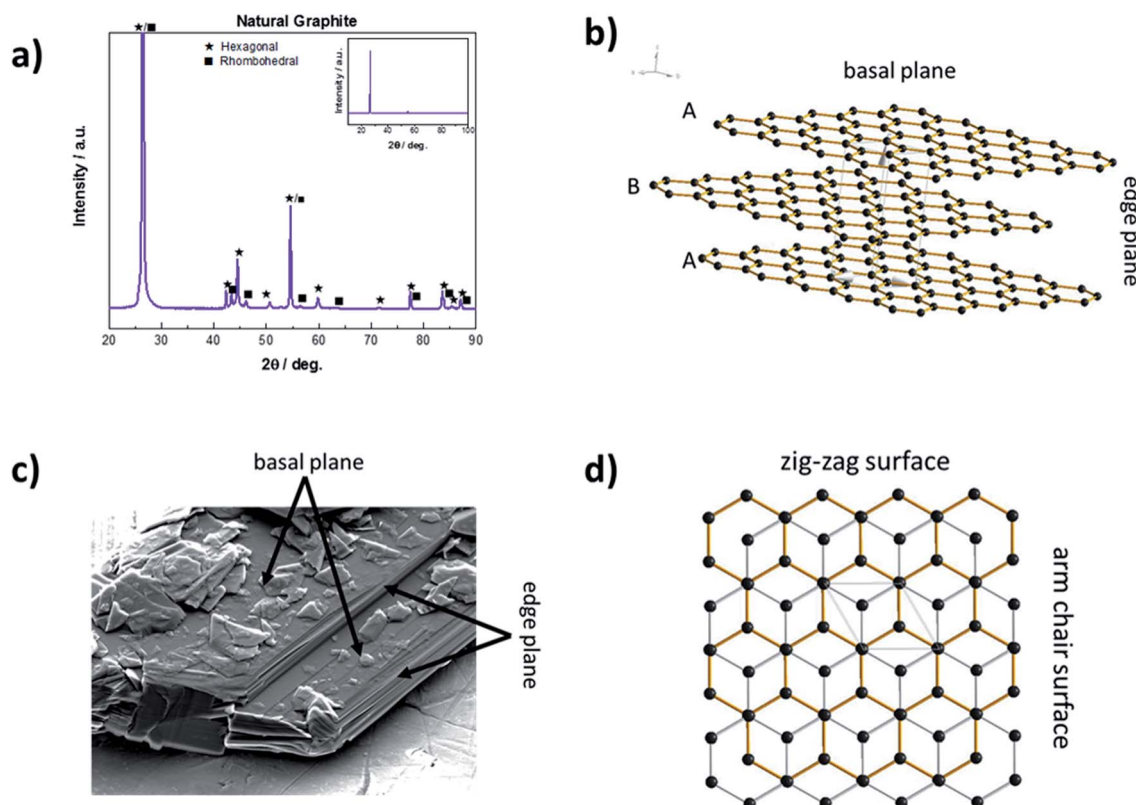 a)
Natural Graphite
★/■
★ Hexagonal
■ Rhombohedral
Intensity / a.u.
2θ / deg.
10 20 40 60 80 100
★/■
20 30 40 50 60 70 80 90
2θ / deg.
Intensity / a.u.
b)
basal plane
A
B
A
edge plane
c)
basal plane
edge plane
d)
zig-zag surface
arm chair surface